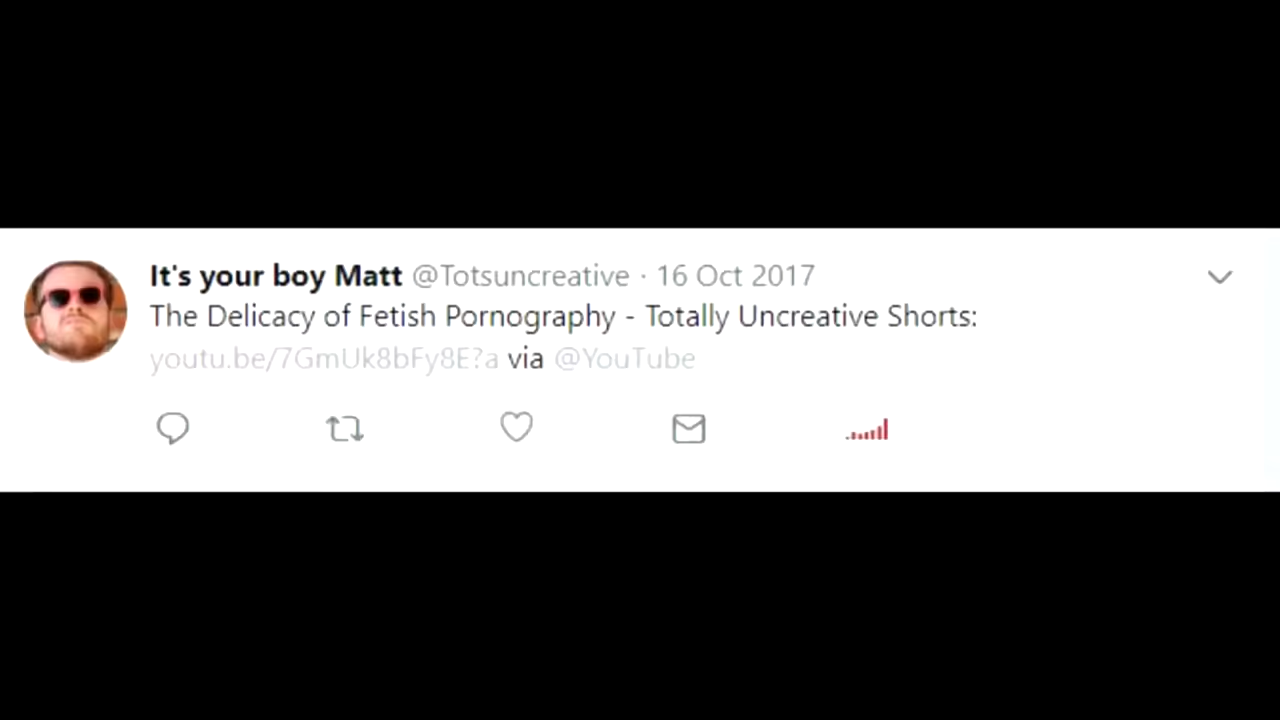 It's your boy Matt @Totsuncreative · 16 Oct 2017
The Delicacy of Fetish Pornography - Totally Uncreative Shorts:
youtu.be/7GmUk8bFy8E?a via @YouTube